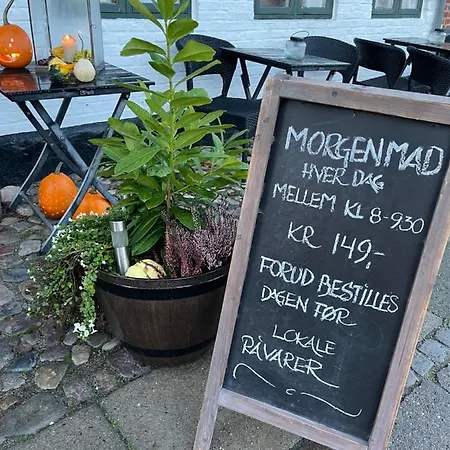 MORGENMAD
HVER DAG
MELLEM KL 8-9³⁰
KR 149,-
FORUD BESTILLES
DAGEN FØR
LOKALE
RÅVARER